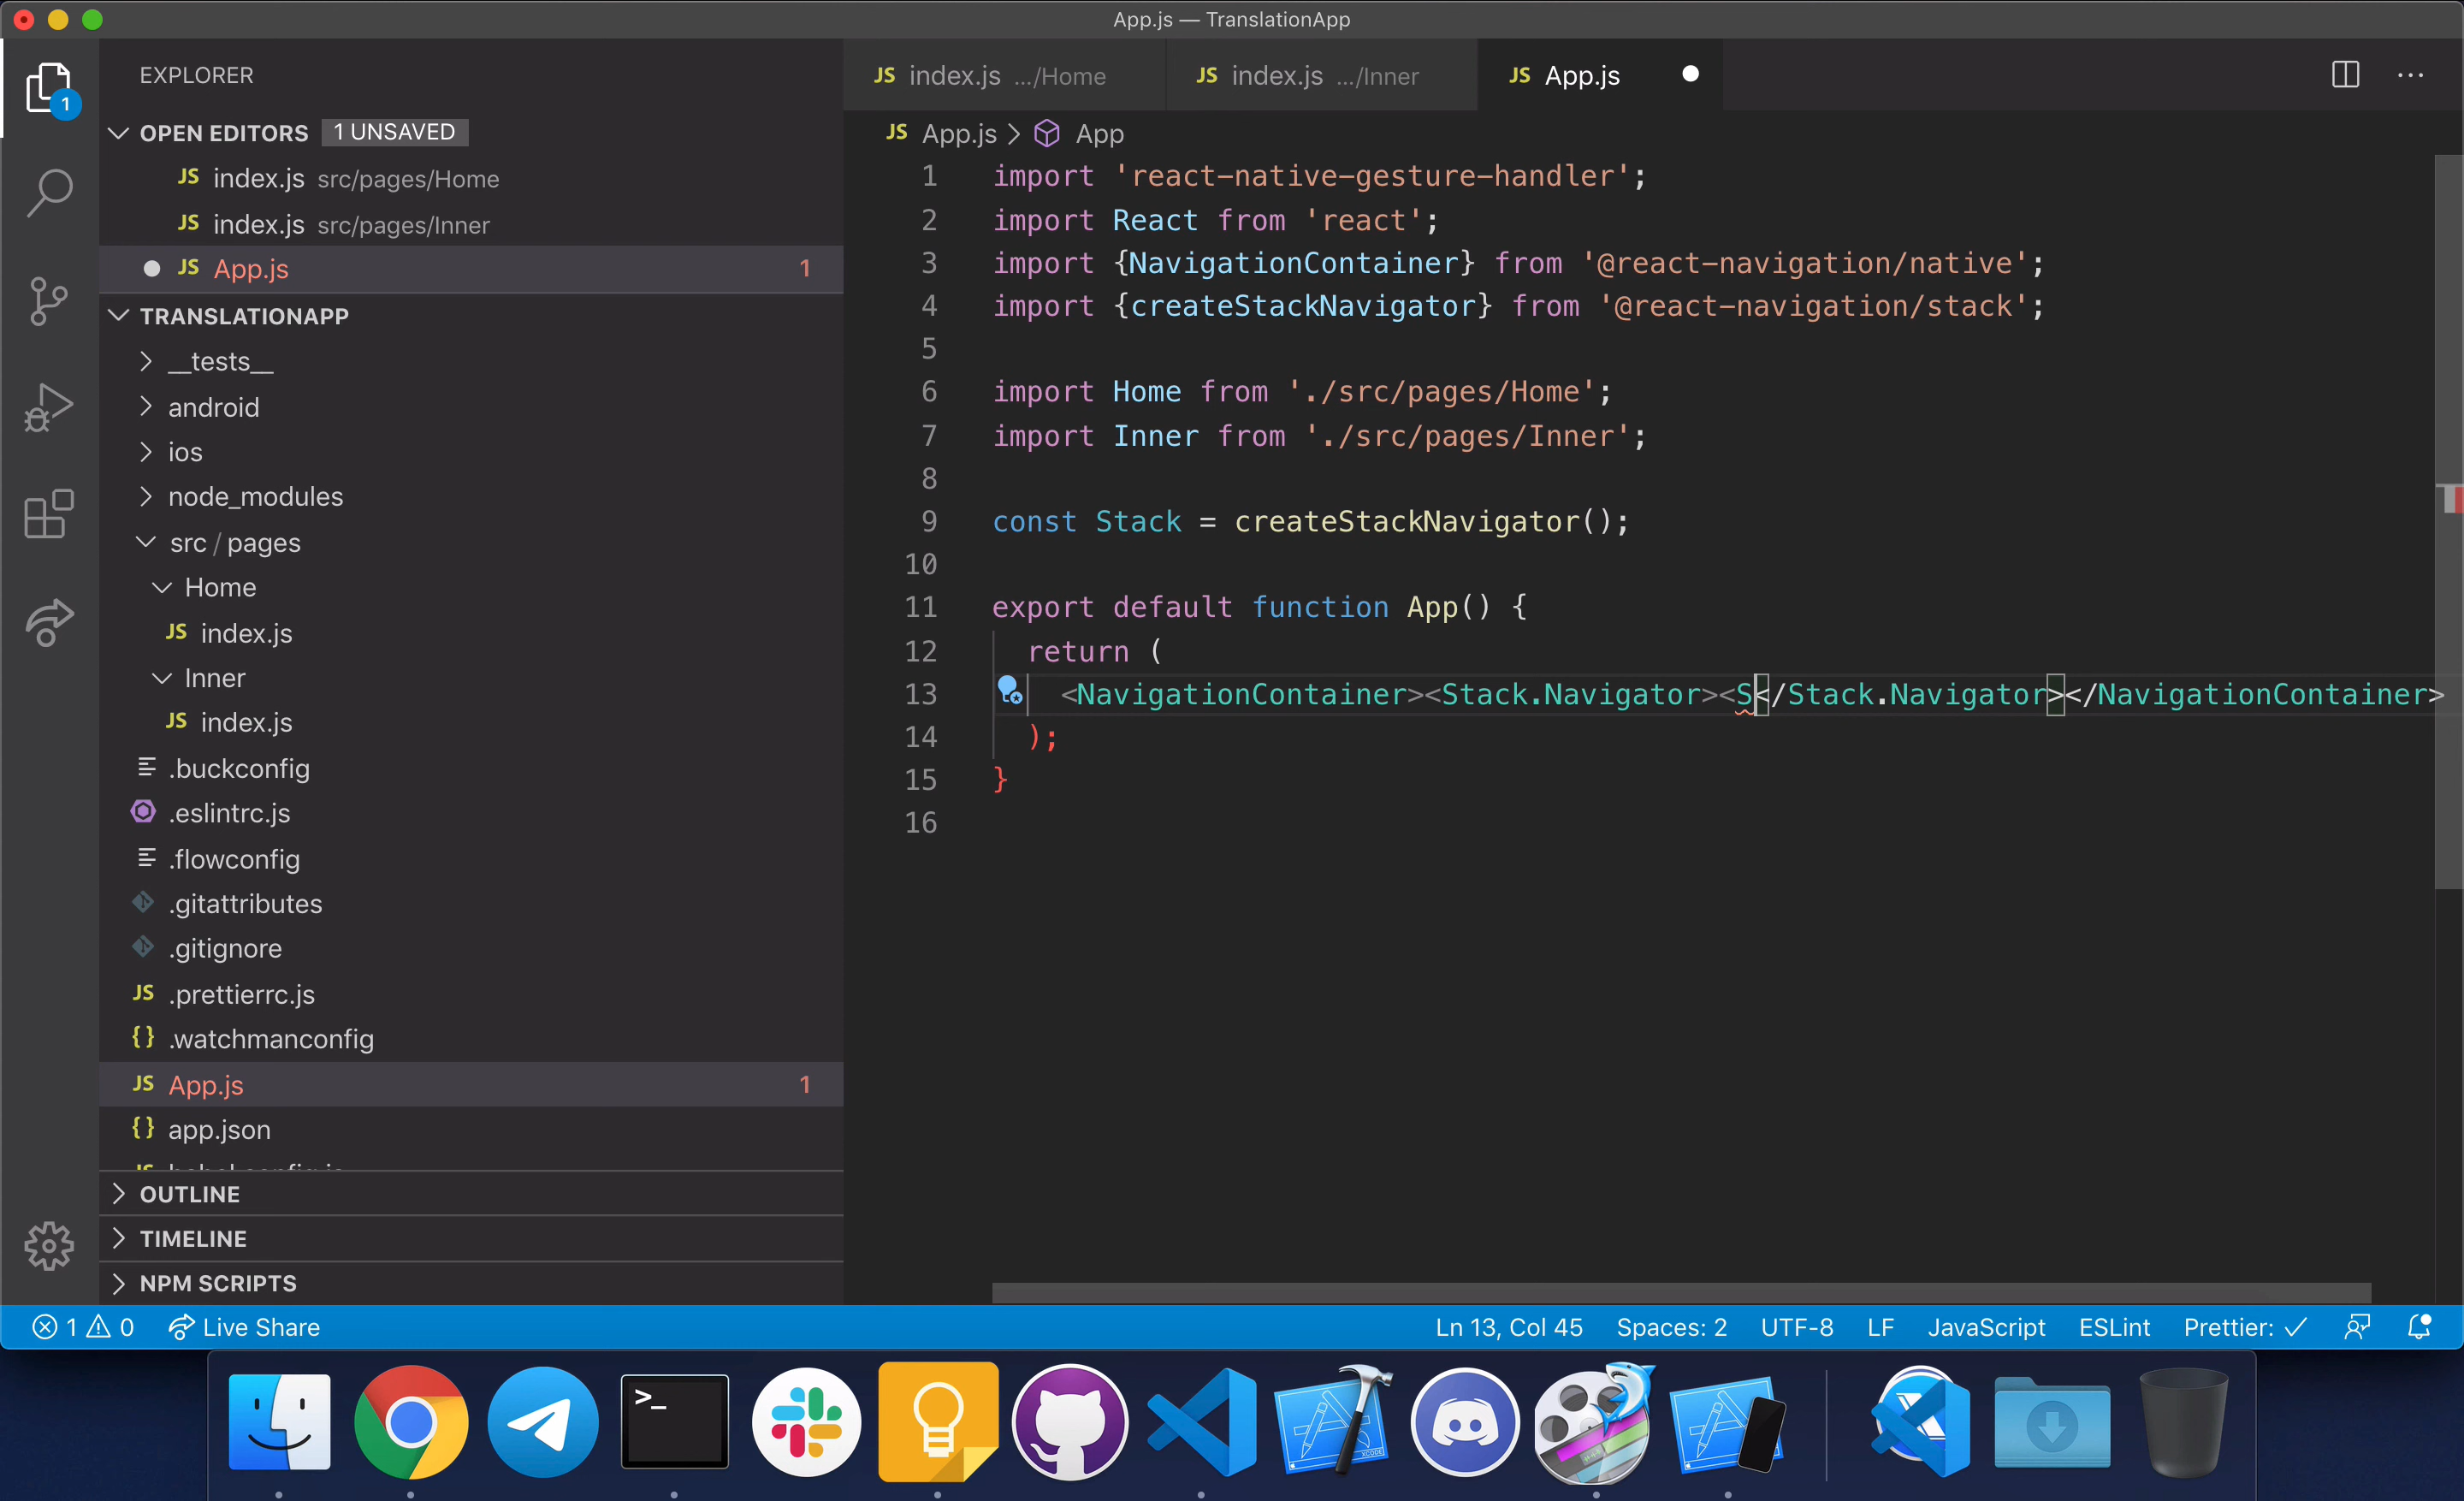 App.js — TranslationApp
EXPLORER
1
OPEN EDITORS 1 UNSAVED
JS index.js src/pages/Home
JS index.js src/pages/Inner
JS App.js 1
TRANSLATIONAPP
__tests__
android
ios
node_modules
src / pages
Home
JS index.js
Inner
JS index.js
.buckconfig
.eslintrc.js
.flowconfig
.gitattributes
.gitignore
JS .prettierrc.js
{} .watchmanconfig
JS App.js 1
{} app.json
OUTLINE
TIMELINE
NPM SCRIPTS
JS index.js .../Home JS index.js .../Inner JS App.js
JS App.js > App
1 import 'react-native-gesture-handler';
2 import React from 'react';
3 import {NavigationContainer} from '@react-navigation/native';
4 import {createStackNavigator} from '@react-navigation/stack';
5
6 import Home from './src/pages/Home';
7 import Inner from './src/pages/Inner';
8
9 const Stack = createStackNavigator();
10
11 export default function App() {
12 return (
13 <NavigationContainer><Stack.Navigator><S</Stack.Navigator></NavigationContainer>
14 );
15 }
16
1 0 Live Share Ln 13, Col 45 Spaces: 2 UTF-8 LF JavaScript ESLint Prettier: ✓
>_
XCODE